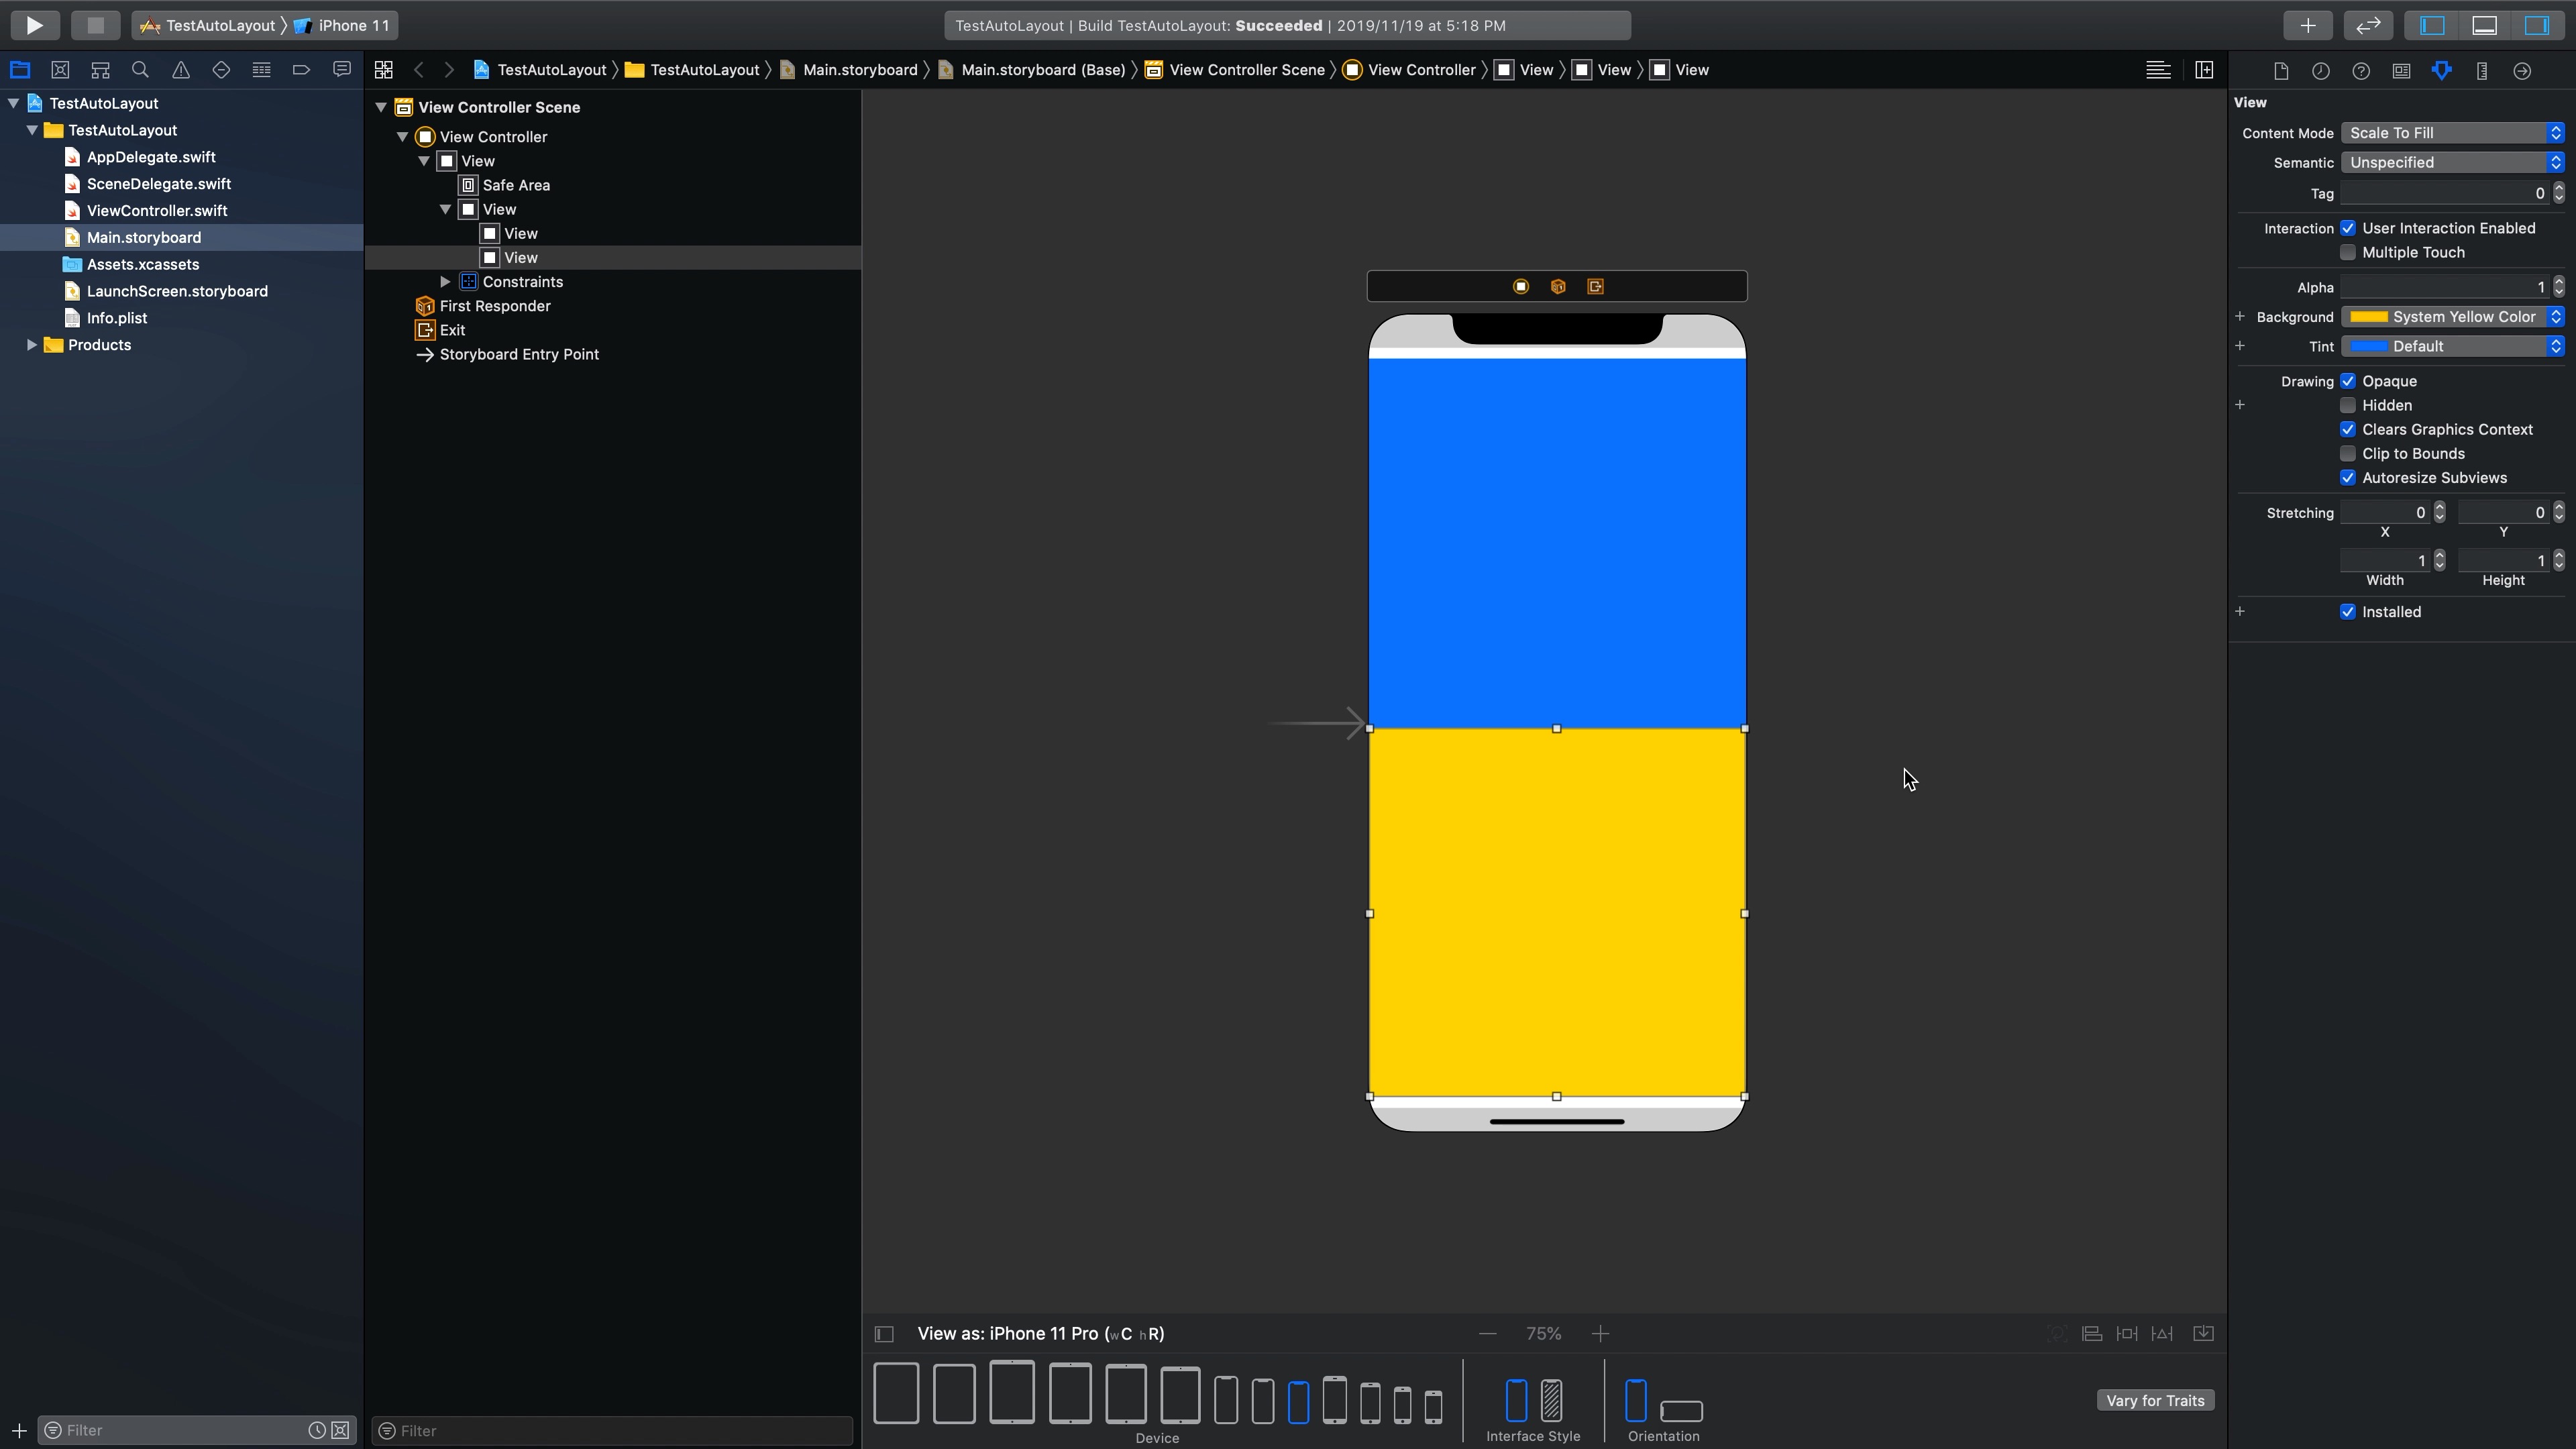 TestAutoLayout 〉 iPhone 11
TestAutoLayout | Build TestAutoLayout: Succeeded | 2019/11/19 at 5:18 PM
TestAutoLayout 〉 TestAutoLayout 〉 Main.storyboard 〉 Main.storyboard (Base) 〉 View Controller Scene 〉 View Controller 〉 View 〉 View 〉 View
TestAutoLayout
TestAutoLayout
AppDelegate.swift
SceneDelegate.swift
ViewController.swift
Main.storyboard
Assets.xcassets
LaunchScreen.storyboard
Info.plist
Products
Filter
View Controller Scene
View Controller
View
Safe Area
View
View
View
Constraints
First Responder
Exit
Storyboard Entry Point
Filter
View as: iPhone 11 Pro (wC hR)
75%
Device
Interface Style
Orientation
Vary for Traits
View
Content Mode Scale To Fill
Semantic Unspecified
Tag 0
Interaction User Interaction Enabled
Multiple Touch
Alpha 1
Background System Yellow Color
Tint Default
Drawing Opaque
Hidden
Clears Graphics Context
Clip to Bounds
Autoresize Subviews
Stretching 0 0
X Y
1 1
Width Height
Installed